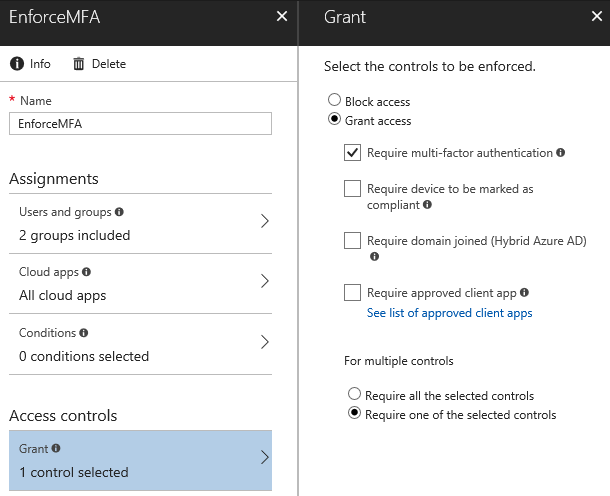 EnforceMFA
Info
Delete
* Name
EnforceMFA
Assignments
Users and groups
2 groups included
Cloud apps
All cloud apps
Conditions
0 conditions selected
Access controls
Grant
1 control selected
Grant
Select the controls to be enforced.
Block access
Grant access
Require multi-factor authentication
Require device to be marked as
compliant
Require domain joined (Hybrid Azure AD)
Require approved client app
See list of approved client apps
For multiple controls
Require all the selected controls
Require one of the selected controls